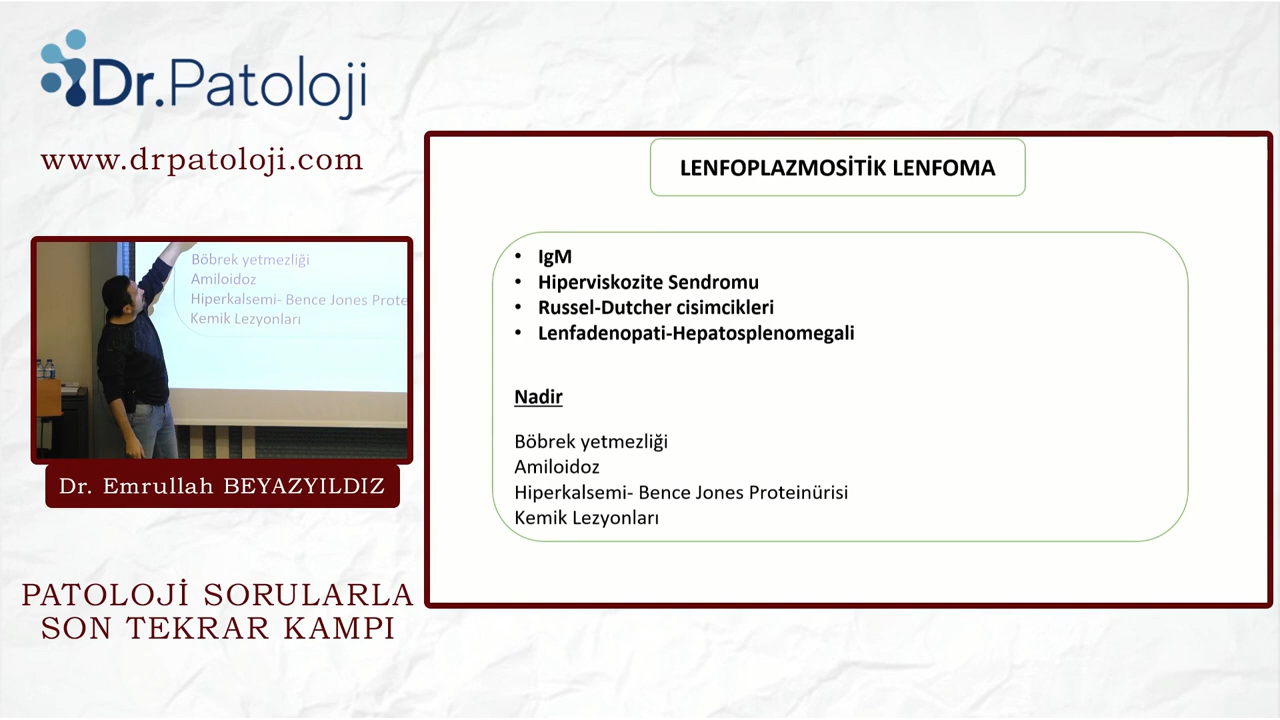 Dr.Patoloji
www.drpatoloji.com
Böbrek yetmezliği
Amiloidoz
Hiperkalsemi- Bence Jones Prote
Kemik Lezyonları
Dr. Emrullah BEYAZYILDIZ
PATOLOJİ SORULARLA
SON TEKRAR KAMPI
LENFOPLAZMOSİTİK LENFOMA
• IgM
• Hiperviskozite Sendromu
• Russel-Dutcher cisimcikleri
• Lenfadenopati-Hepatosplenomegali
Nadir
Böbrek yetmezliği
Amiloidoz
Hiperkalsemi- Bence Jones Proteinürisi
Kemik Lezyonları